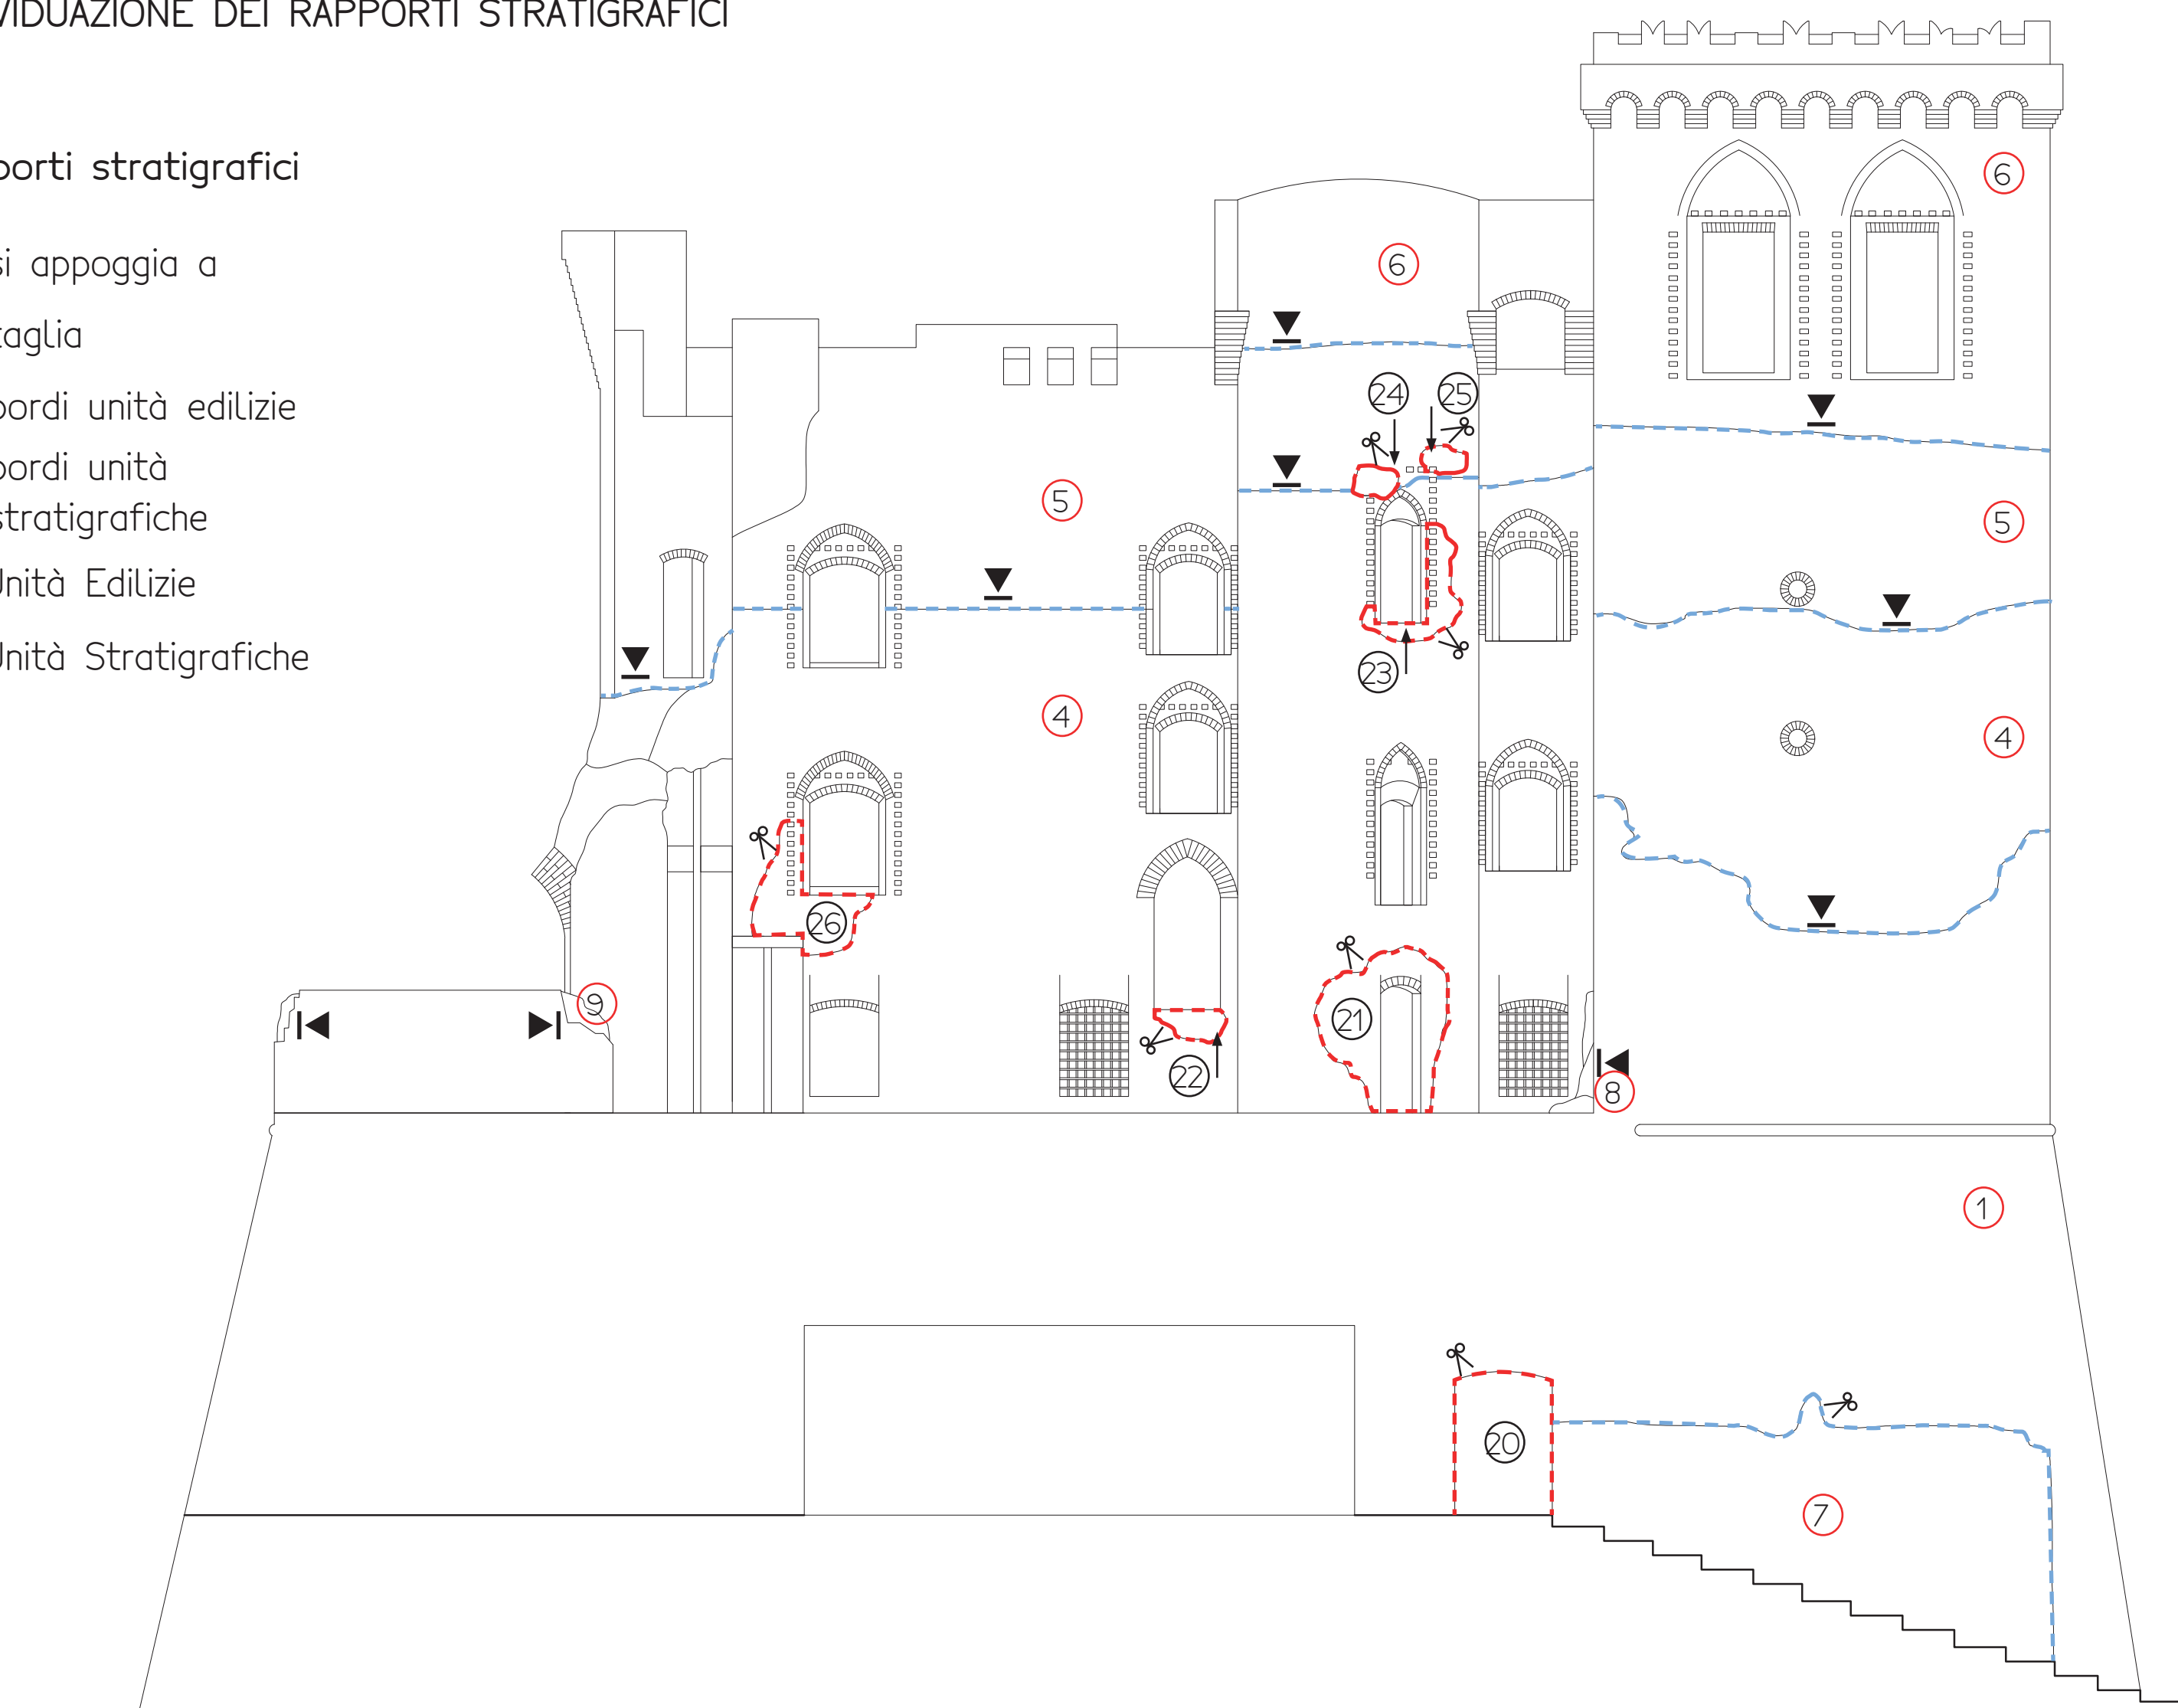 VIDUAZIONE DEI RAPPORTI STRATIGRAFICI
porti stratigrafici
si appoggia a
taglia
bordi unità edilizie
bordi unità
stratigrafiche
Unità Edilizie
Unità Stratigrafiche
6
6
24
25
5
5
23
4
4
26
9
21
22
8
1
20
7